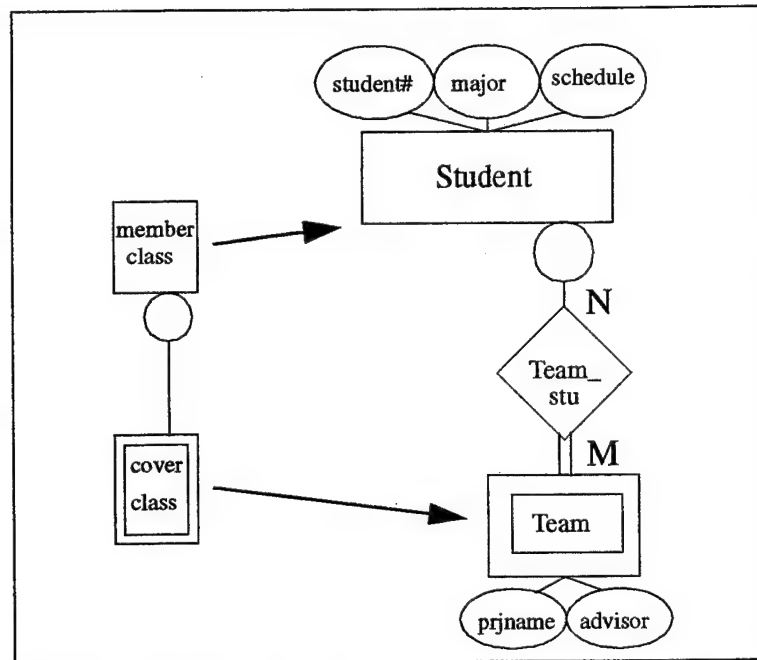 student#
major
schedule
Student
member
class
N
Team_
stu
M
cover
class
Team
prjname
advisor